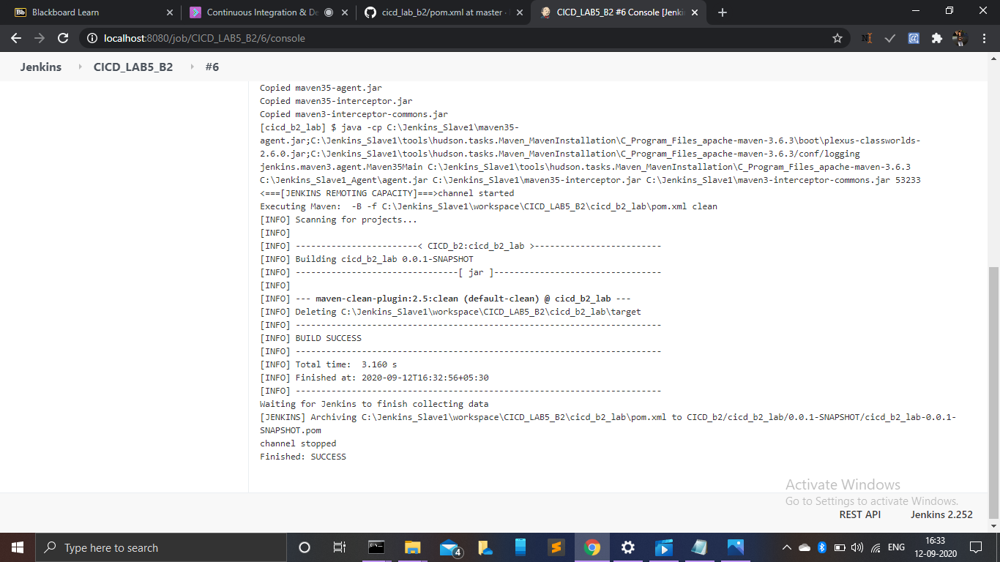 Bb Blackboard Learn
Continuous Integration & De
cicd_lab_b2/pom.xml at master ·
CICD_LAB5_B2 #6 Console [Jenki
localhost:8080/job/CICD_LAB5_B2/6/console
Jenkins CICD_LAB5_B2 #6
Copied maven35-agent.jar
Copied maven35-interceptor.jar
Copied maven3-interceptor-commons.jar
[cicd_b2_lab] $ java -cp C:\Jenkins_Slave1\maven35-
agent.jar;C:\Jenkins_Slave1\tools\hudson.tasks.Maven_MavenInstallation\C_Program_Files_apache-maven-3.6.3\boot\plexus-classworlds-
2.6.0.jar;C:\Jenkins_Slave1\tools\hudson.tasks.Maven_MavenInstallation\C_Program_Files_apache-maven-3.6.3/conf/logging
jenkins.maven3.agent.Maven35Main C:\Jenkins_Slave1\tools\hudson.tasks.Maven_MavenInstallation\C_Program_Files_apache-maven-3.6.3
C:\Jenkins_Slave1_Agent\agent.jar C:\Jenkins_Slave1\maven35-interceptor.jar C:\Jenkins_Slave1\maven3-interceptor-commons.jar 53233
<===[JENKINS REMOTING CAPACITY]===>channel started
Executing Maven:  -B -f C:\Jenkins_Slave1\workspace\CICD_LAB5_B2\cicd_b2_lab\pom.xml clean
[INFO] Scanning for projects...
[INFO]
[INFO] ------------------------< CICD_b2:cicd_b2_lab >-------------------------
[INFO] Building cicd_b2_lab 0.0.1-SNAPSHOT
[INFO] --------------------------------[ jar ]---------------------------------
[INFO]
[INFO] --- maven-clean-plugin:2.5:clean (default-clean) @ cicd_b2_lab ---
[INFO] Deleting C:\Jenkins_Slave1\workspace\CICD_LAB5_B2\cicd_b2_lab\target
[INFO] ------------------------------------------------------------------------
[INFO] BUILD SUCCESS
[INFO] ------------------------------------------------------------------------
[INFO] Total time:  3.160 s
[INFO] Finished at: 2020-09-12T16:32:56+05:30
[INFO] ------------------------------------------------------------------------
Waiting for Jenkins to finish collecting data
[JENKINS] Archiving C:\Jenkins_Slave1\workspace\CICD_LAB5_B2\cicd_b2_lab\pom.xml to CICD_b2/cicd_b2_lab/0.0.1-SNAPSHOT/cicd_b2_lab-0.0.1-
SNAPSHOT.pom
channel stopped
Finished: SUCCESS
Activate Windows
Go to Settings to activate Windows.
REST API Jenkins 2.252
Type here to search
4
ENG
16:33
12-09-2020